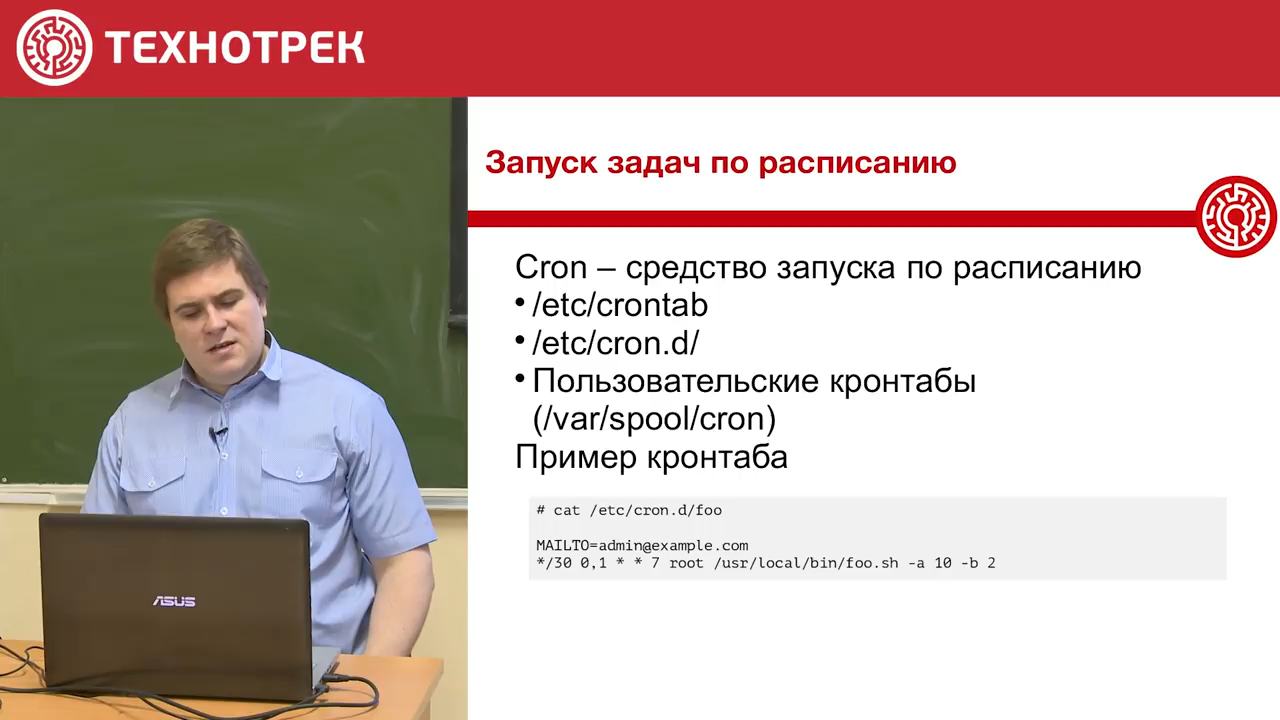 ТЕХНОТРЕК
Запуск задач по расписанию
Cron – средство запуска по расписанию
• /etc/crontab
• /etc/cron.d/
• Пользовательские кронтабы
(/var/spool/cron)
Пример кронтаба
# cat /etc/cron.d/foo
MAILTO=admin@example.com
*/30 0,1 * * 7 root /usr/local/bin/foo.sh -a 10 -b 2
ASUS